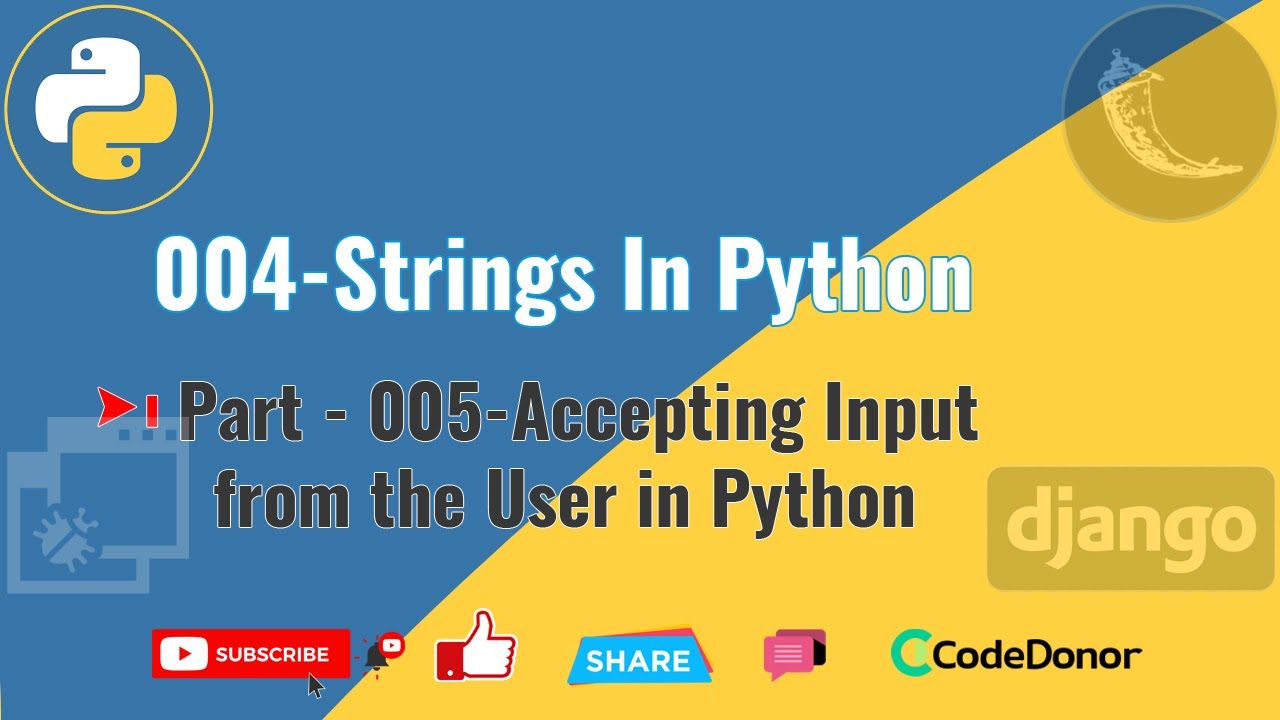 004-Strings In Python
Part - 005-Accepting Input
from the User in Python
django
SUBSCRIBE
SHARE
CodeDonor